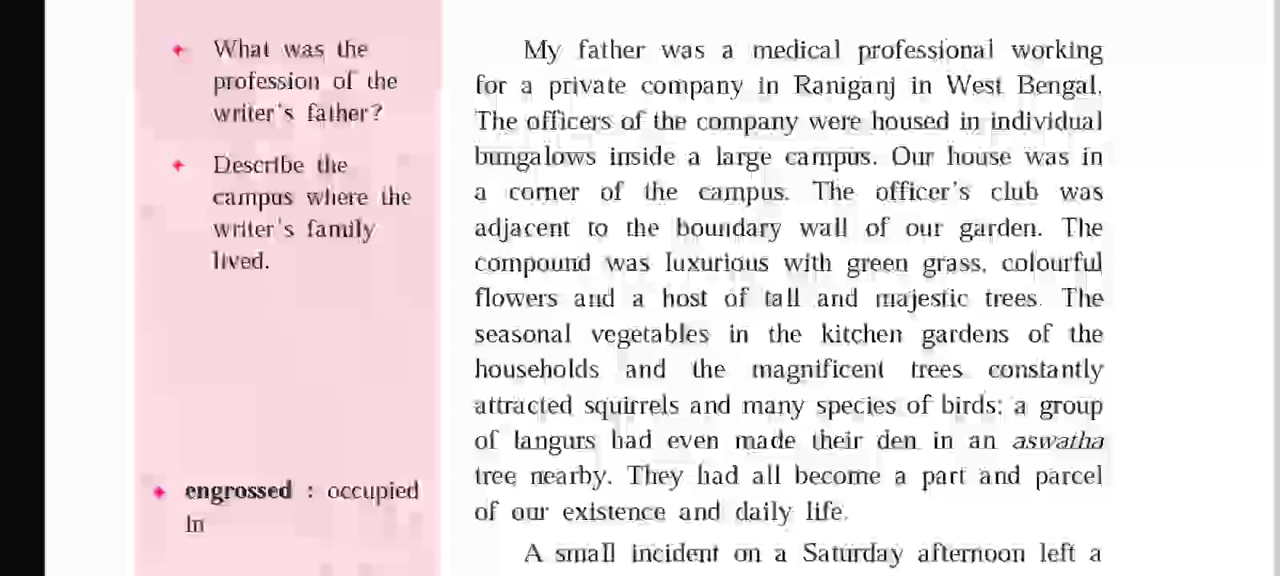 What was the
profession of the
writer's father?
Describe the
campus where the
writer's family
lived.
engrossed : occupied
in
My father was a medical professional working
for a private company in Raniganj in West Bengal.
The officers of the company were housed in individual
bungalows inside a large campus. Our house was in
a corner of the campus. The officer's club was
adjacent to the boundary wall of our garden. The
compound was luxurious with green grass, colourful
flowers and a host of tall and majestic trees. The
seasonal vegetables in the kitchen gardens of the
households and the magnificent trees constantly
attracted squirrels and many species of birds; a group
of langurs had even made their den in an aswatha
tree nearby. They had all become a part and parcel
of our existence and daily life.
A small incident on a Saturday afternoon left a